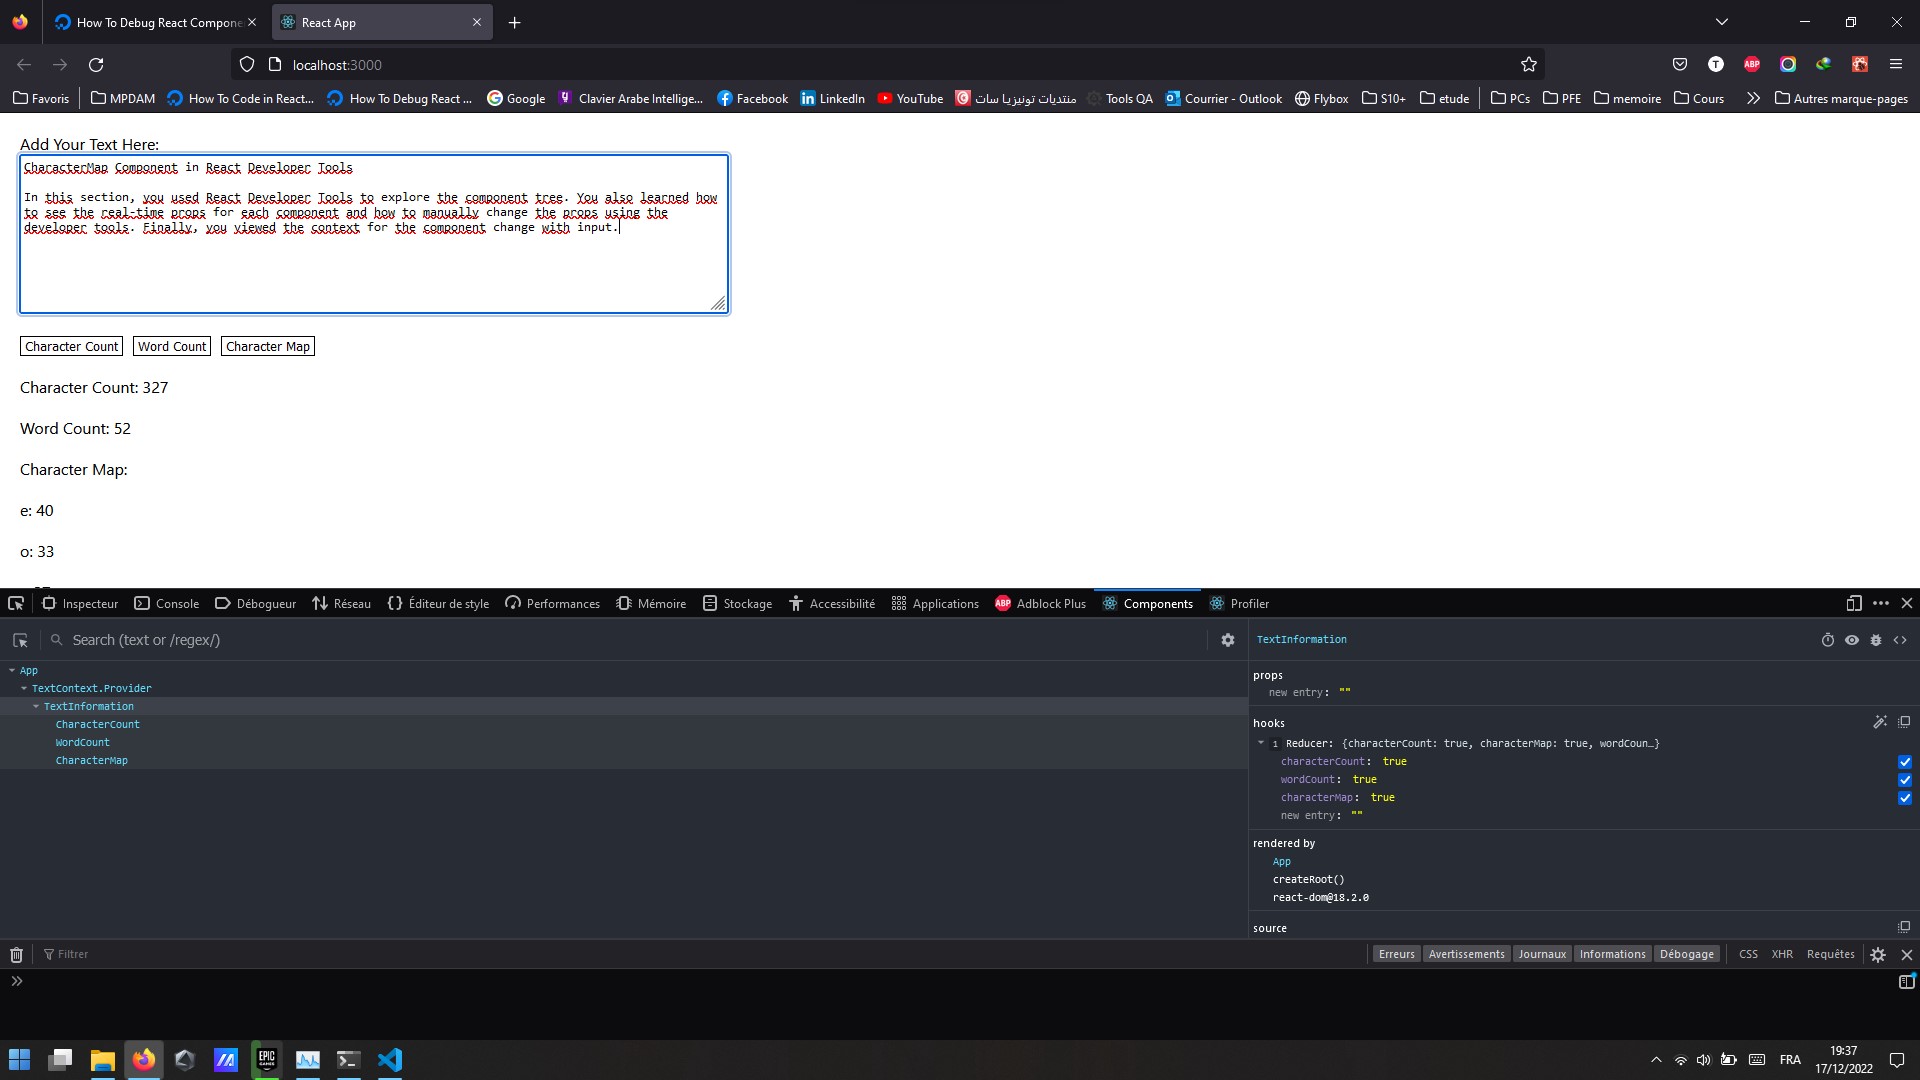 How To Debug React Compone
React App
localhost:3000
Favoris
MPDAM
How To Code in React...
How To Debug React ...
Google
Clavier Arabe Intellige...
Facebook
LinkedIn
YouTube
منتديات تونيزيا سات
Tools QA
Courrier - Outlook
Flybox
S10+
etude
PCs
PFE
memoire
Cours
Autres marque-pages
Add Your Text Here:
CharacterMap Component in React Developer Tools
In this section, you used React Developer Tools to explore the component tree. You also learned how
to see the real-time props for each component and how to manually change the props using the
developer tools. Finally, you viewed the context for the component change with input.
Character Count
Word Count
Character Map
Character Count: 327
Word Count: 52
Character Map:
e: 40
o: 33
Inspecteur
Console
Débogueur
Réseau
Éditeur de style
Performances
Mémoire
Stockage
Accessibilité
Applications
ABP Adblock Plus
Components
Profiler
Search (text or /regex/)
TextInformation
App
TextContext.Provider
TextInformation
CharacterCount
WordCount
CharacterMap
props
new entry: ""
hooks
1 Reducer: {characterCount: true, characterMap: true, wordCoun…}
characterCount: true
wordCount: true
characterMap: true
new entry: ""
rendered by
App
createRoot()
react-dom@18.2.0
source
Filtrer
Erreurs
Avertissements
Journaux
Informations
Débogage
CSS
XHR
Requêtes
EPIC GAMES
FRA
19:37
17/12/2022